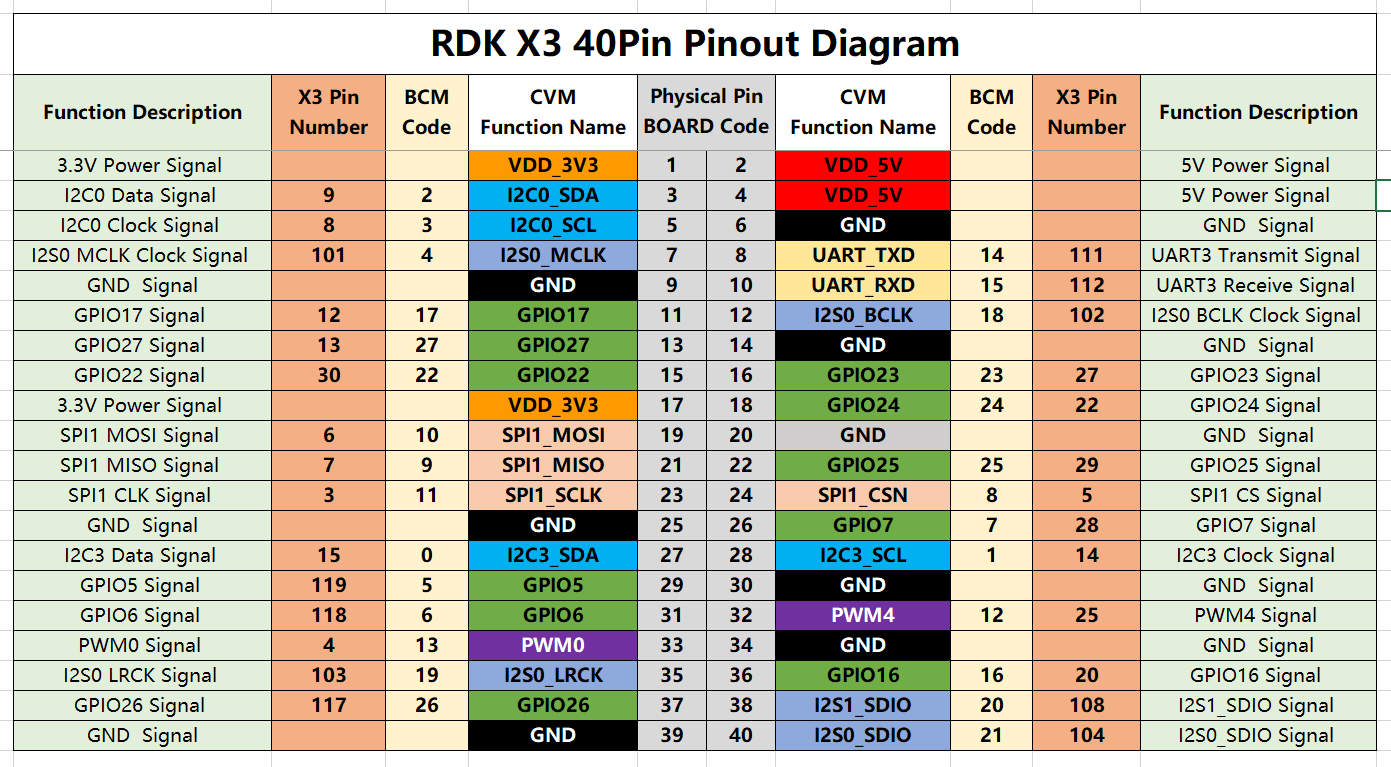 RDK X3 40Pin Pinout Diagram
Function Description X3 Pin Number BCM Code CVM Function Name Physical Pin BOARD Code CVM Function Name BCM Code X3 Pin Number Function Description
3.3V Power Signal VDD_3V3 1 2 VDD_5V 5V Power Signal
I2C0 Data Signal 9 2 I2C0_SDA 3 4 VDD_5V 5V Power Signal
I2C0 Clock Signal 8 3 I2C0_SCL 5 6 GND GND Signal
I2S0 MCLK Clock Signal 101 4 I2S0_MCLK 7 8 UART_TXD 14 111 UART3 Transmit Signal
GND Signal GND 9 10 UART_RXD 15 112 UART3 Receive Signal
GPIO17 Signal 12 17 GPIO17 11 12 I2S0_BCLK 18 102 I2S0 BCLK Clock Signal
GPIO27 Signal 13 27 GPIO27 13 14 GND GND Signal
GPIO22 Signal 30 22 GPIO22 15 16 GPIO23 23 27 GPIO23 Signal
3.3V Power Signal VDD_3V3 17 18 GPIO24 24 22 GPIO24 Signal
SPI1 MOSI Signal 6 10 SPI1_MOSI 19 20 GND GND Signal
SPI1 MISO Signal 7 9 SPI1_MISO 21 22 GPIO25 25 29 GPIO25 Signal
SPI1 CLK Signal 3 11 SPI1_SCLK 23 24 SPI1_CSN 8 5 SPI1 CS Signal
GND Signal GND 25 26 GPIO7 7 28 GPIO7 Signal
I2C3 Data Signal 15 0 I2C3_SDA 27 28 I2C3_SCL 1 14 I2C3 Clock Signal
GPIO5 Signal 119 5 GPIO5 29 30 GND GND Signal
GPIO6 Signal 118 6 GPIO6 31 32 PWM4 12 25 PWM4 Signal
PWM0 Signal 4 13 PWM0 33 34 GND GND Signal
I2S0 LRCK Signal 103 19 I2S0_LRCK 35 36 GPIO16 16 20 GPIO16 Signal
GPIO26 Signal 117 26 GPIO26 37 38 I2S1_SDIO 20 108 I2S1_SDIO Signal
GND Signal GND 39 40 I2S0_SDIO 21 104 I2S0_SDIO Signal